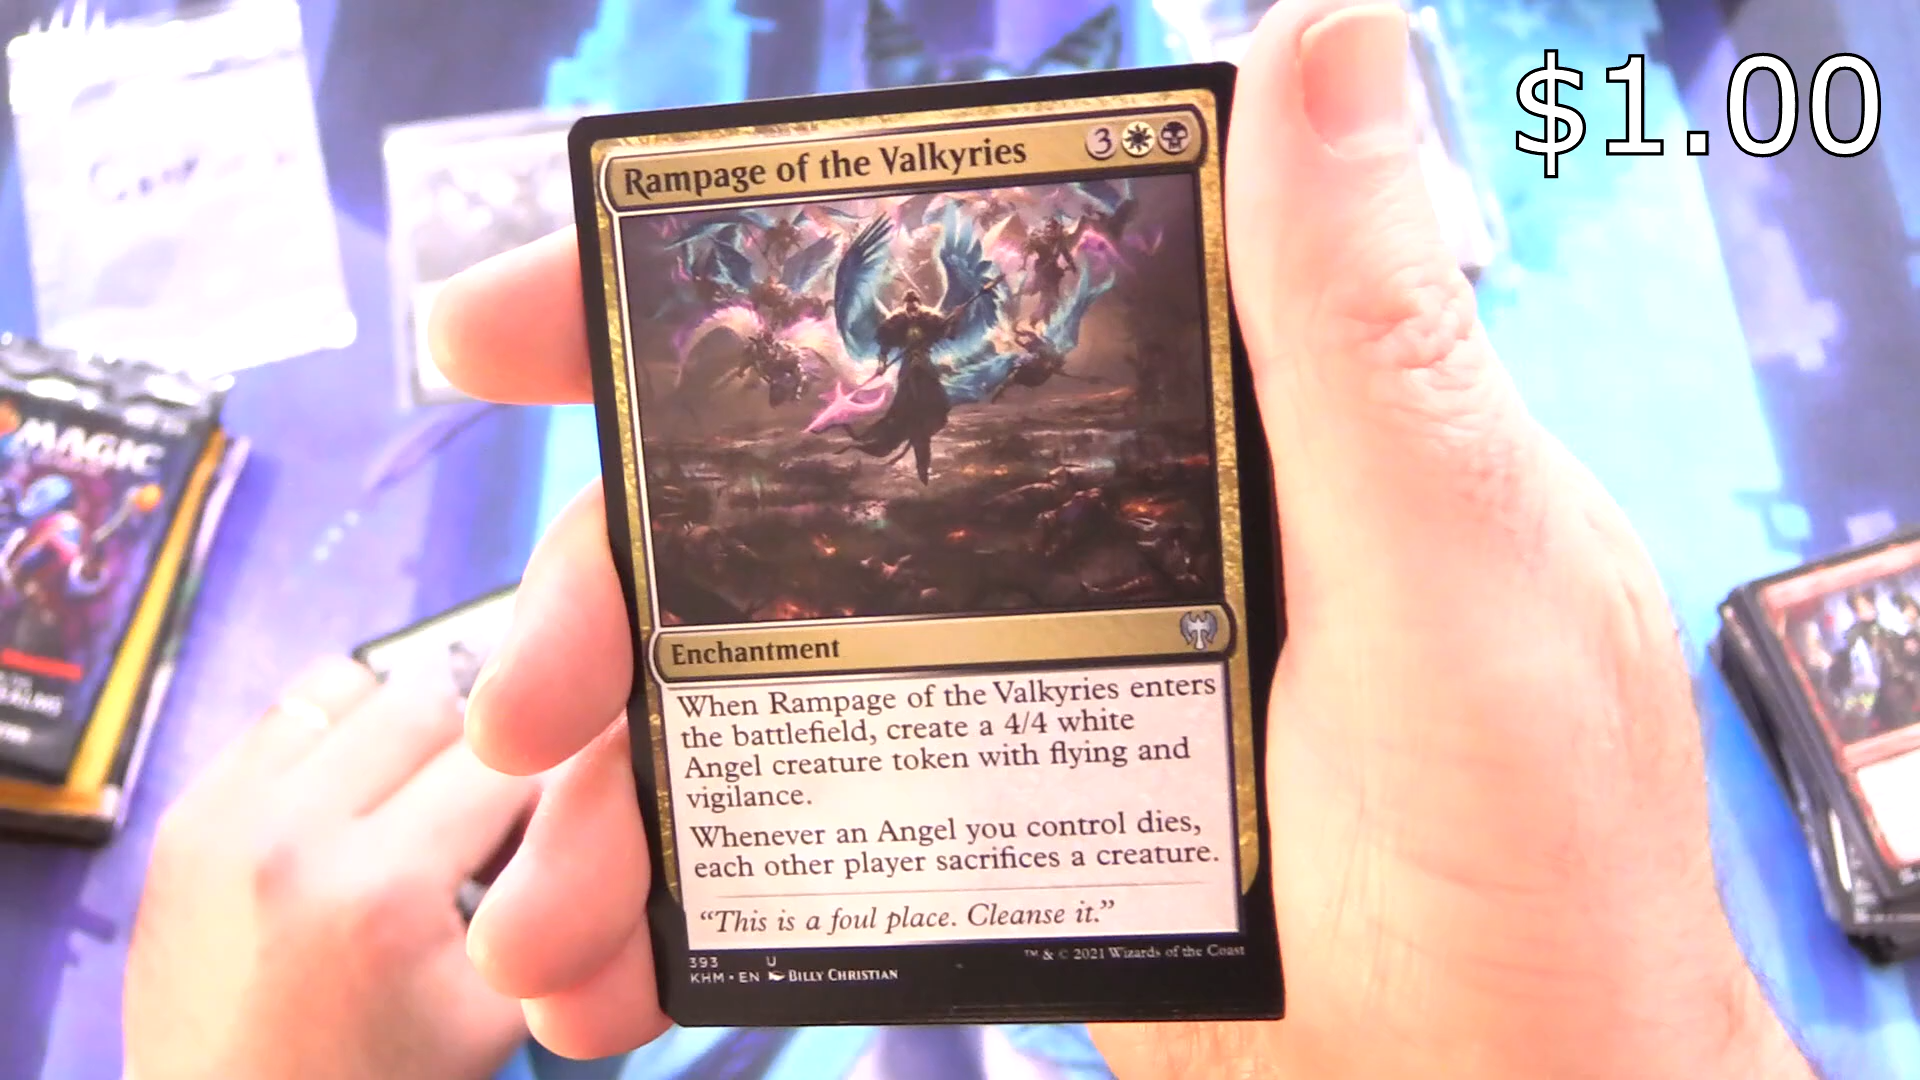 $1.00
Rampage of the Valkyries
3
Enchantment
When Rampage of the Valkyries enters
the battlefield, create a 4/4 white
Angel creature token with flying and
vigilance.
Whenever an Angel you control dies,
each other player sacrifices a creature.
“This is a foul place. Cleanse it.”
393 U
KHM • EN BILLY CHRISTIAN
™ & © 2021 Wizards of the Coast
MAGIC